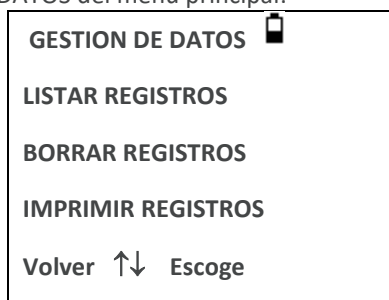 DATOS del menú principal.
GESTION DE DATOS
LISTAR REGISTROS
BORRAR REGISTROS
IMPRIMIR REGISTROS
Volver ↑↓ Escoge